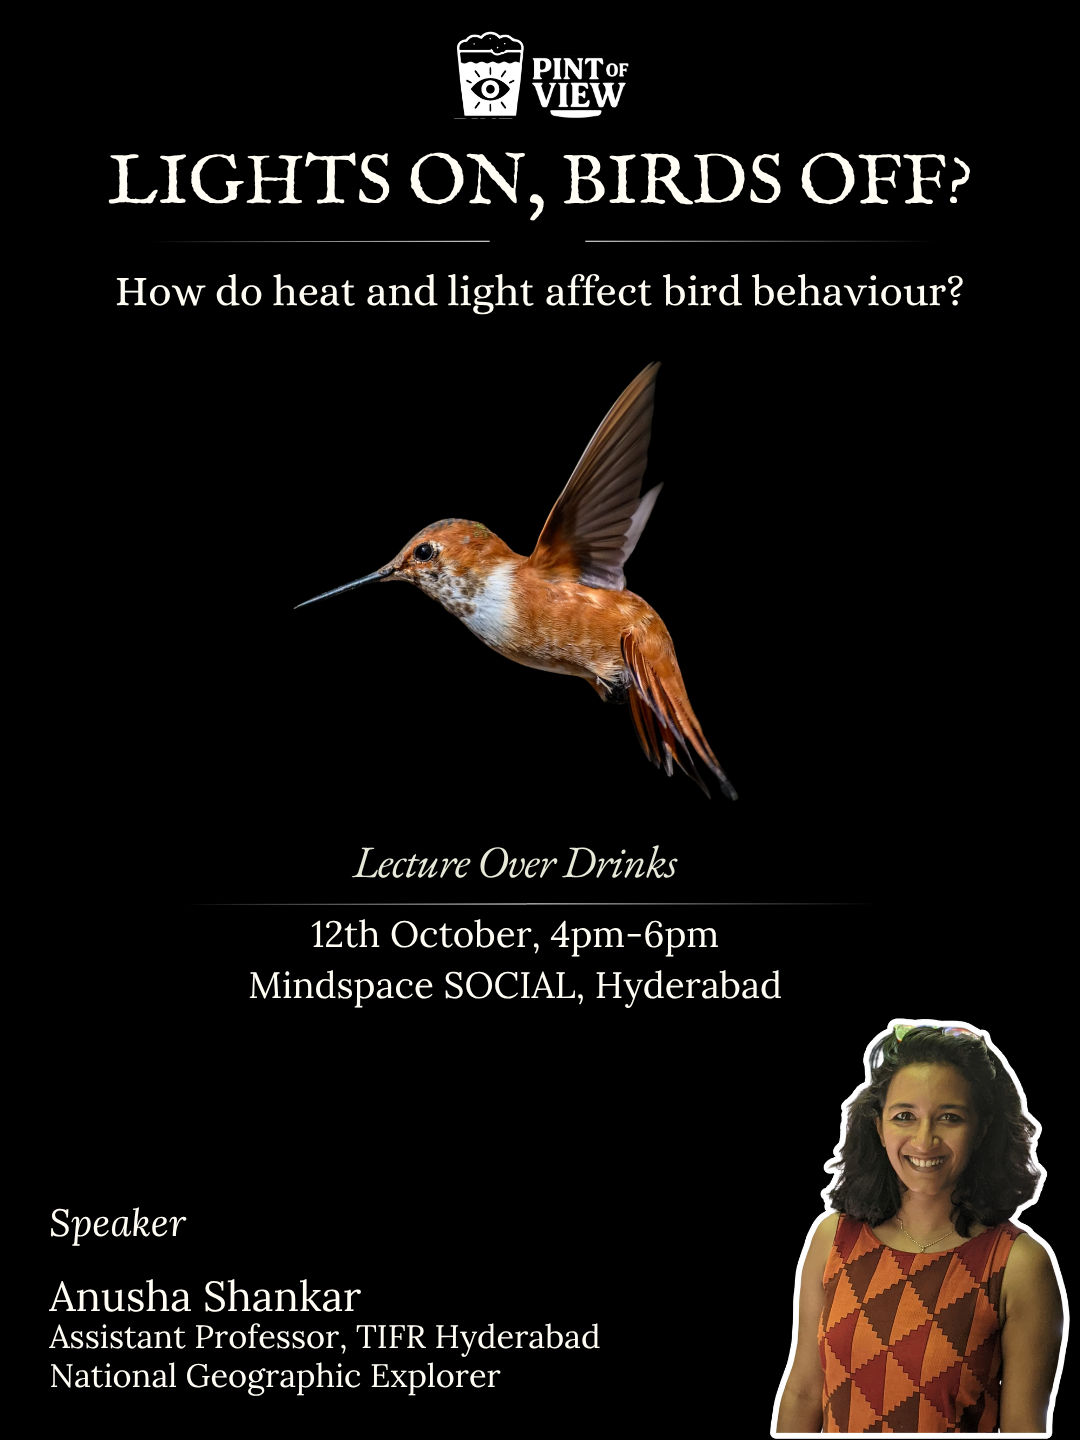 PINT OF
VIEW
LIGHTS ON, BIRDS OFF?
How do heat and light affect bird behaviour?
Lecture Over Drinks
12th October, 4pm-6pm
Mindspace SOCIAL, Hyderabad
Speaker
Anusha Shankar
Assistant Professor, TIFR Hyderabad
National Geographic Explorer